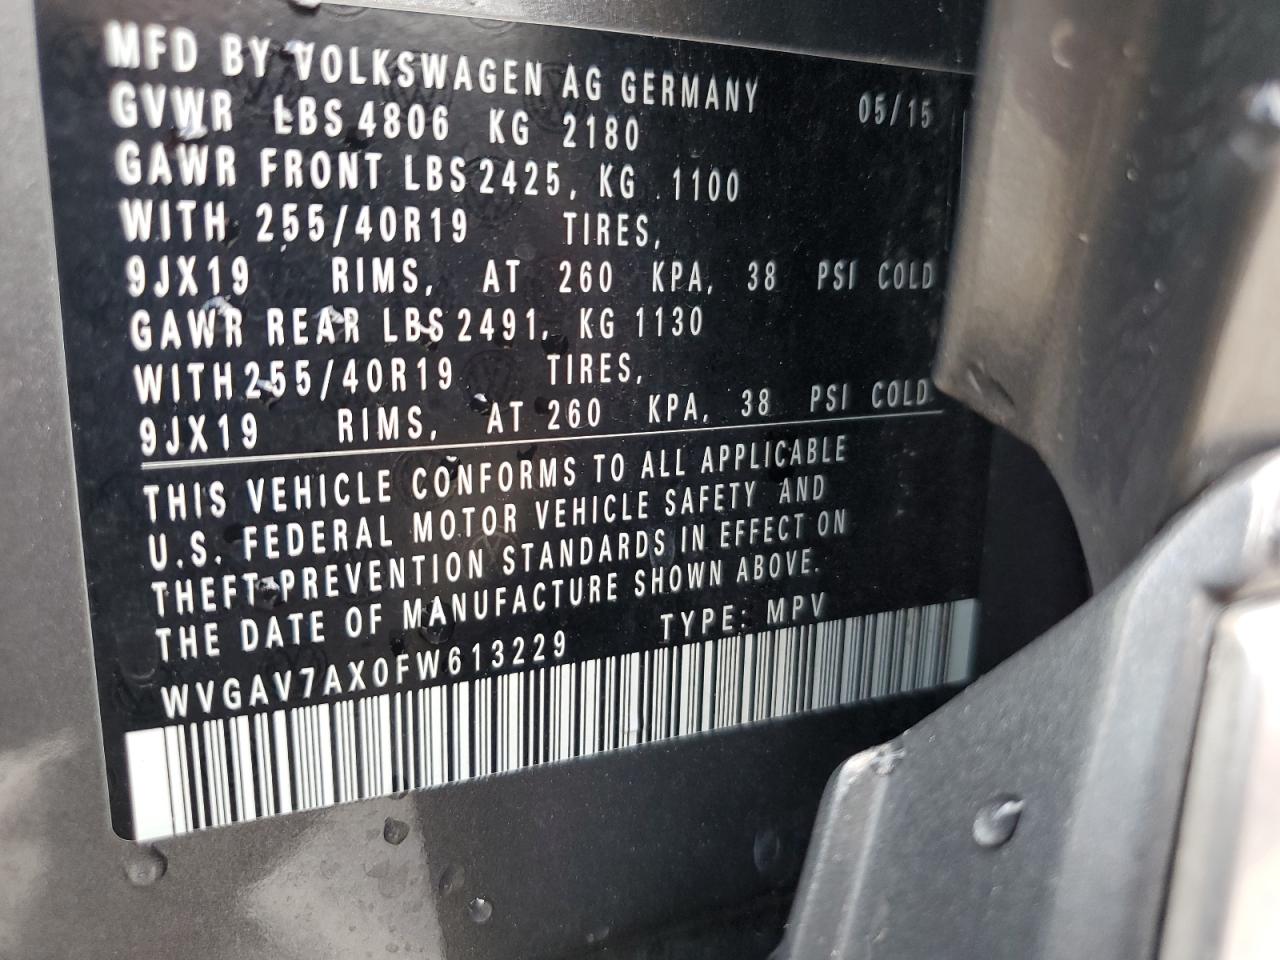 MFD BY VOLKSWAGEN AG GERMANY 05/15
GVWR LBS 4806 KG 2180
GAWR FRONT LBS 2425, KG 1100
WITH 255/40R19 TIRES,
9JX19 RIMS, AT 260 KPA, 38 PSI COLD
GAWR REAR LBS 2491, KG 1130
WITH 255/40R19 TIRES,
9JX19 RIMS, AT 260 KPA, 38 PSI COLD
THIS VEHICLE CONFORMS TO ALL APPLICABLE
U.S. FEDERAL MOTOR VEHICLE SAFETY AND
THEFT-PREVENTION STANDARDS IN EFFECT ON
THE DATE OF MANUFACTURE SHOWN ABOVE.
WVGAV7AX0FW613229 TYPE: MPV